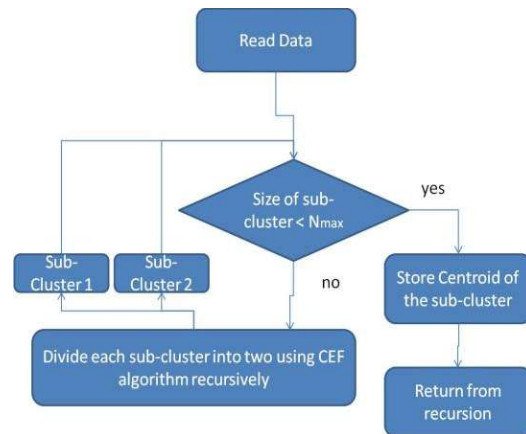 Read Data
Size of sub-
cluster < Nmax
yes
no
Sub-
Cluster 1
Sub-
Cluster 2
Store Centroid of
the sub-cluster
Divide each sub-cluster into two using CEF
algorithm recursively
Return from
recursion